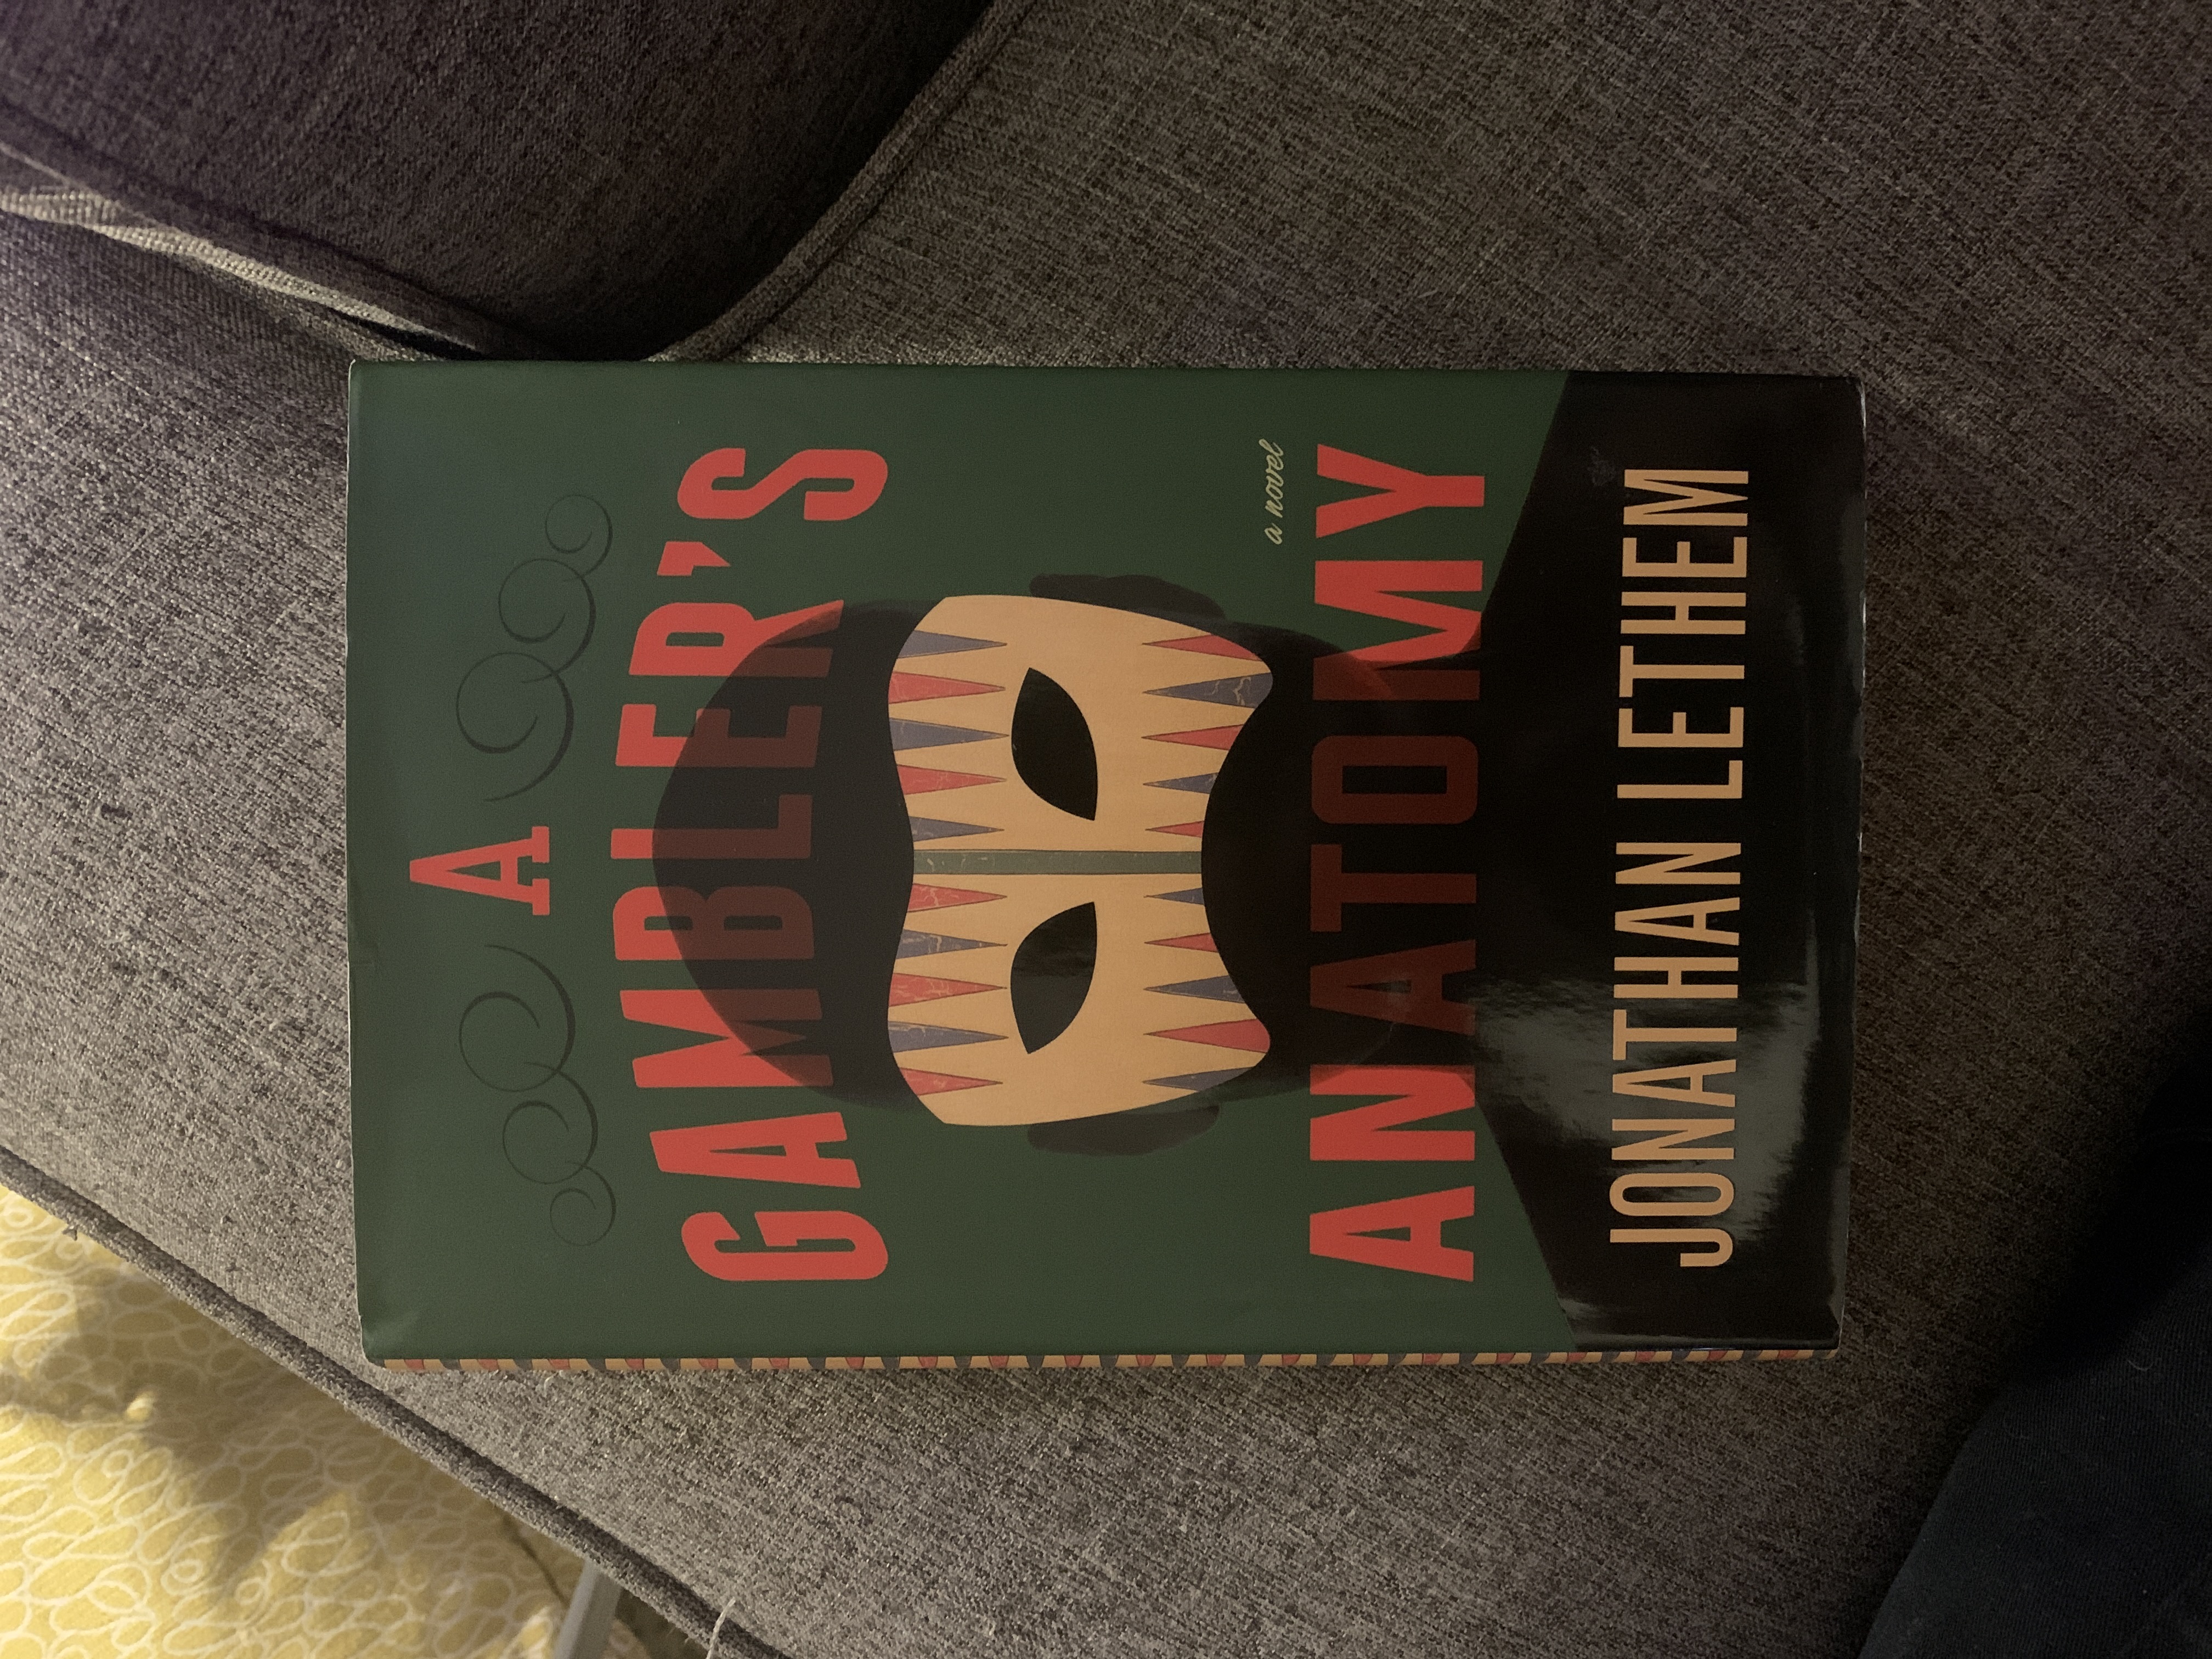 A
GAMBLER'S
a novel
ANATOMY
JONATHAN LETHEM